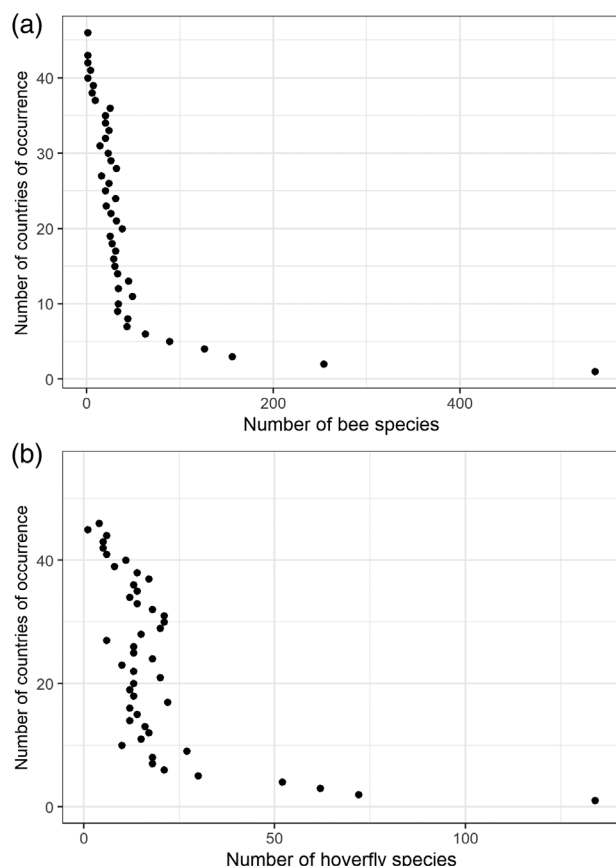 (a)
Number of countries of occurrence
40
30
20
10
0
0
200
400
Number of bee species
(b)
Number of countries of occurrence
40
20
0
0
50
100
Number of hoverfly species